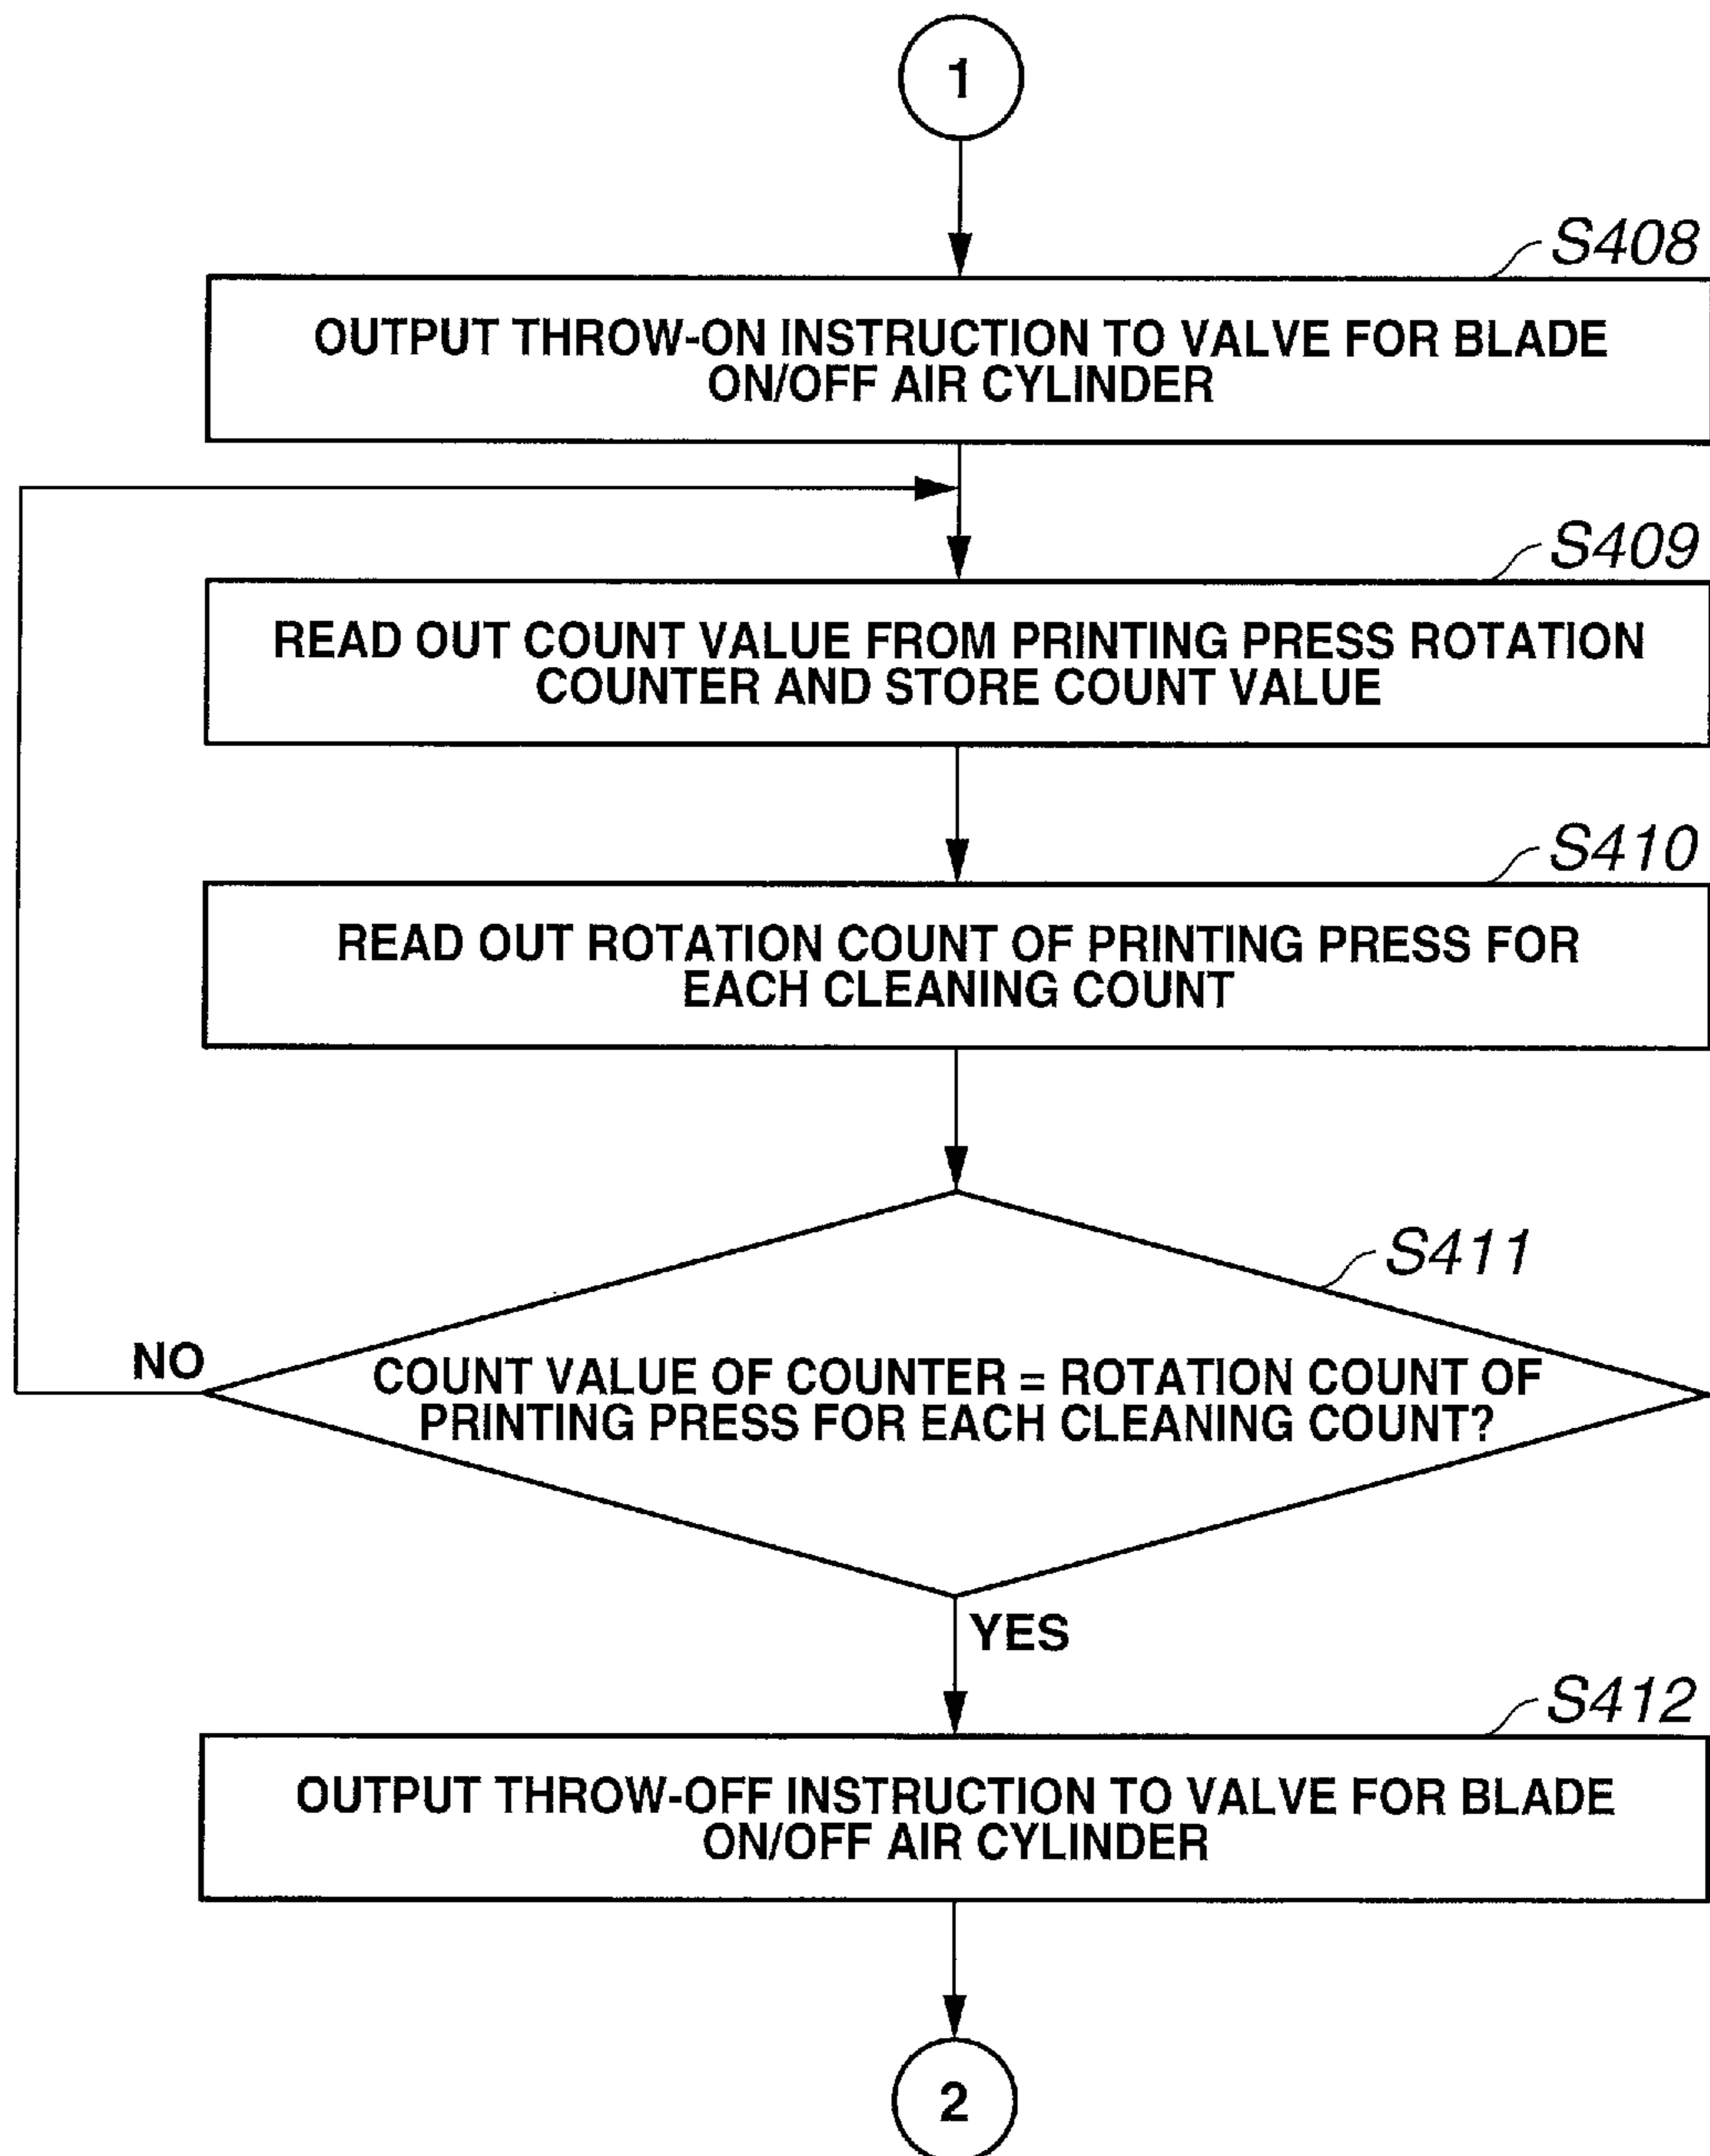 1
S408
OUTPUT THROW-ON INSTRUCTION TO VALVE FOR BLADE
ON/OFF AIR CYLINDER
S409
READ OUT COUNT VALUE FROM PRINTING PRESS ROTATION
COUNTER AND STORE COUNT VALUE
S410
READ OUT ROTATION COUNT OF PRINTING PRESS FOR
EACH CLEANING COUNT
S411
NO
COUNT VALUE OF COUNTER = ROTATION COUNT OF
PRINTING PRESS FOR EACH CLEANING COUNT?
YES
S412
OUTPUT THROW-OFF INSTRUCTION TO VALVE FOR BLADE
ON/OFF AIR CYLINDER
2